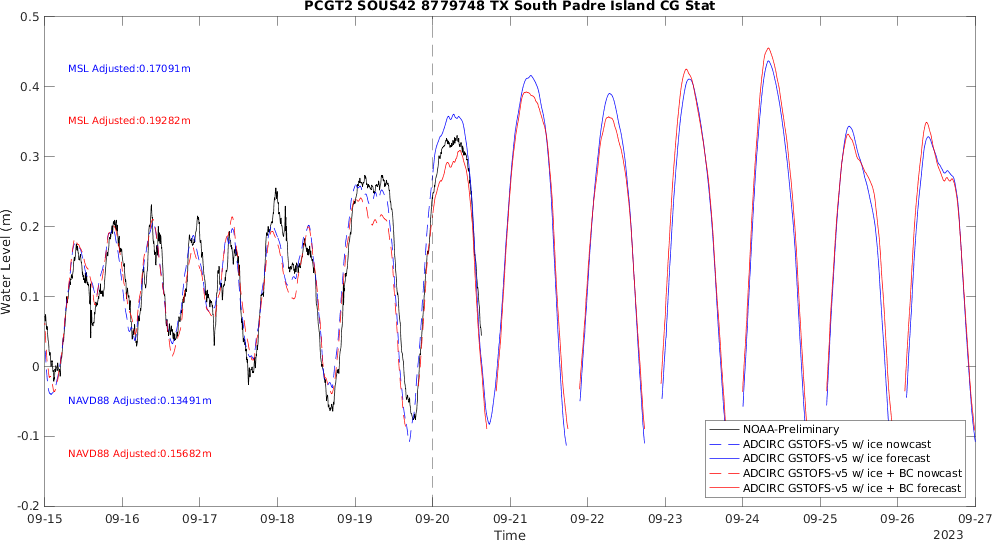 PCGT2 SOUS42 8779748 TX South Padre Island CG Stat
0.5
0.4
0.3
0.2
0.1
0
-0.1
-0.2
Water Level (m)
MSL Adjusted:0.17091m
MSL Adjusted:0.19282m
NAVD88 Adjusted:0.13491m
NAVD88 Adjusted:0.15682m
NOAA-Preliminary
ADCIRC GSTOFS-v5 w/ ice nowcast
ADCIRC GSTOFS-v5 w/ ice forecast
ADCIRC GSTOFS-v5 w/ ice + BC nowcast
ADCIRC GSTOFS-v5 w/ ice + BC forecast
09-15 09-16 09-17 09-18 09-19 09-20 09-21 09-22 09-23 09-24 09-25 09-26 09-27
Time
2023